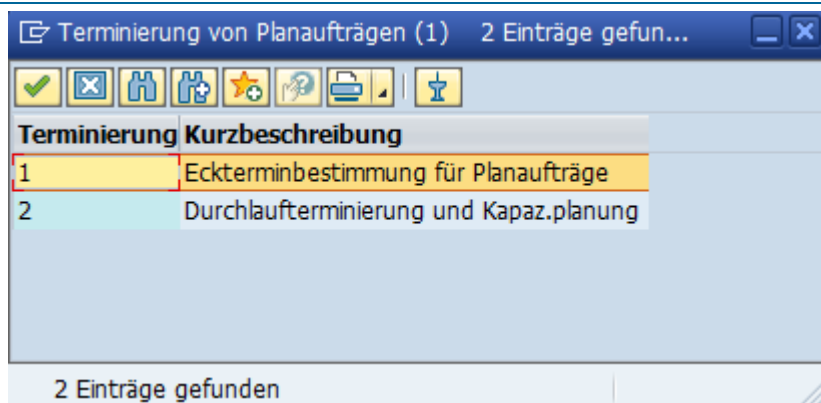 Terminierung von Planaufträgen (1) 2 Einträge gefun...
Terminierung Kurzbeschreibung
1 Eckterminbestimmung für Planaufträge
2 Durchlaufterminierung und Kapaz.planung
2 Einträge gefunden